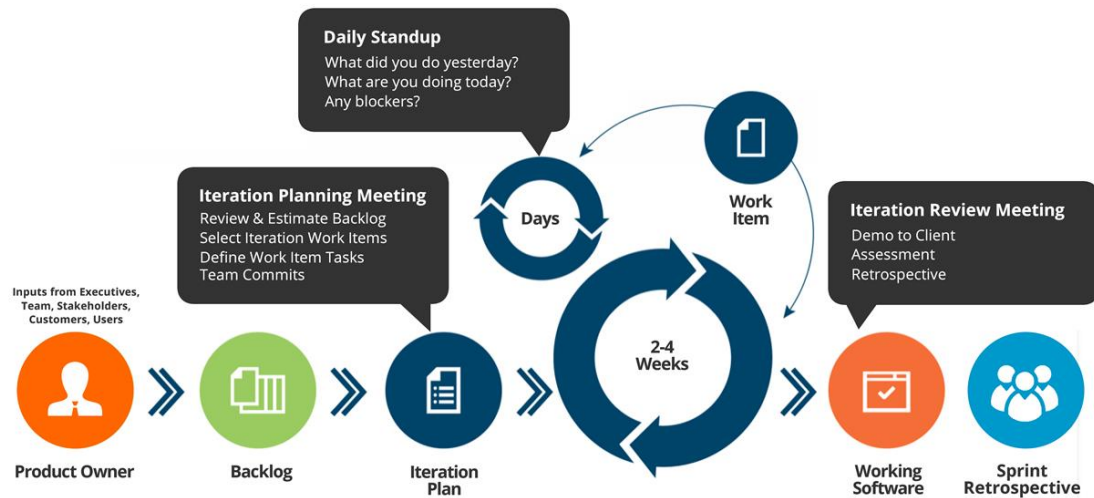 Daily Standup
What did you do yesterday?
What are you doing today?
Any blockers?
Iteration Planning Meeting
Review & Estimate Backlog
Select Iteration Work Items
Define Work Item Tasks
Team Commits
Days
Work
Item
Iteration Review Meeting
Demo to Client
Assessment
Retrospective
Inputs from Executives,
Team, Stakeholders,
Customers, Users
2-4
Weeks
Product Owner
Backlog
Iteration
Plan
Working
Software
Sprint
Retrospective